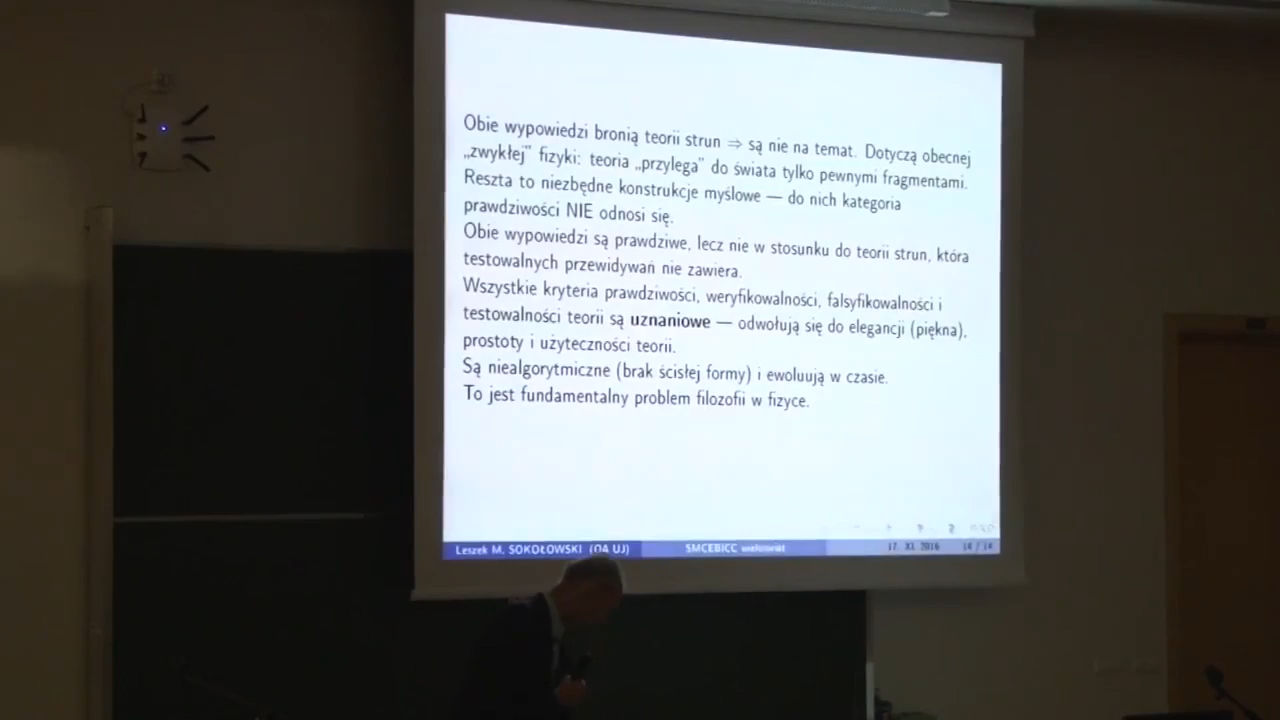 Obie wypowiedzi bronią teorii strun ⇒ są nie na temat. Dotyczą obecnej
„zwykłej” fizyki: teoria „przylega” do świata tylko pewnymi fragmentami.
Reszta to niezbędne konstrukcje myślowe — do nich kategoria
prawdziwości NIE odnosi się.
Obie wypowiedzi są prawdziwe, lecz nie w stosunku do teorii strun, która
testowalnych przewidywań nie zawiera.
Wszystkie kryteria prawdziwości, weryfikowalności, falsyfikowalności i
testowalności teorii są uznaniowe — odwołują się do elegancji (piękna),
prostoty i użyteczności teorii.
Są niealgorytmiczne (brak ścisłej formy) i ewoluują w czasie.
To jest fundamentalny problem filozofii w fizyce.
Leszek M. SOKOŁOWSKI (OA UJ) SMCEBICC wieloświat 17. XI. 2016 14 / 14